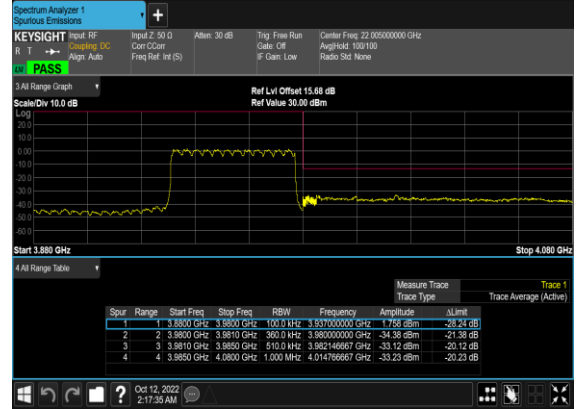 Spectrum Analyzer 1
Spurious Emissions
KEYSIGHT Input: RF Input Z: 50 Ω Atten: 30 dB Trig: Free Run Center Freq: 22.005000000 GHz
R T Coupling: DC Corr CCorr Gate: Off Avg|Hold: 100/100
Align: Auto Freq Ref: Int (S) IF Gain: Low Radio Std: None
PASS
3 All Range Graph
Ref Lvl Offset 15.68 dB
Scale/Div 10.0 dB Ref Value 30.00 dBm
Log
20.0
10.0
0.00
-10.0
-20.0
-30.0
-40.0
-50.0
-60.0
Start 3.880 GHz Stop 4.080 GHz
4 All Range Table
Measure Trace Trace 1
Trace Type Trace Average (Active)
Spur Range Start Freq Stop Freq RBW Frequency Amplitude ΔLimit
1 1 3.8800 GHz 3.9800 GHz 100.0 kHz 3.937000000 GHz 1.758 dBm -28.24 dB
2 2 3.9800 GHz 3.9810 GHz 360.0 kHz 3.980000000 GHz -34.38 dBm -21.38 dB
3 3 3.9810 GHz 3.9850 GHz 510.0 kHz 3.982146667 GHz -33.12 dBm -20.12 dB
4 4 3.9850 GHz 4.0800 GHz 1.000 MHz 4.014766667 GHz -33.23 dBm -20.23 dB
? Oct 12, 2022
2:17:35 AM